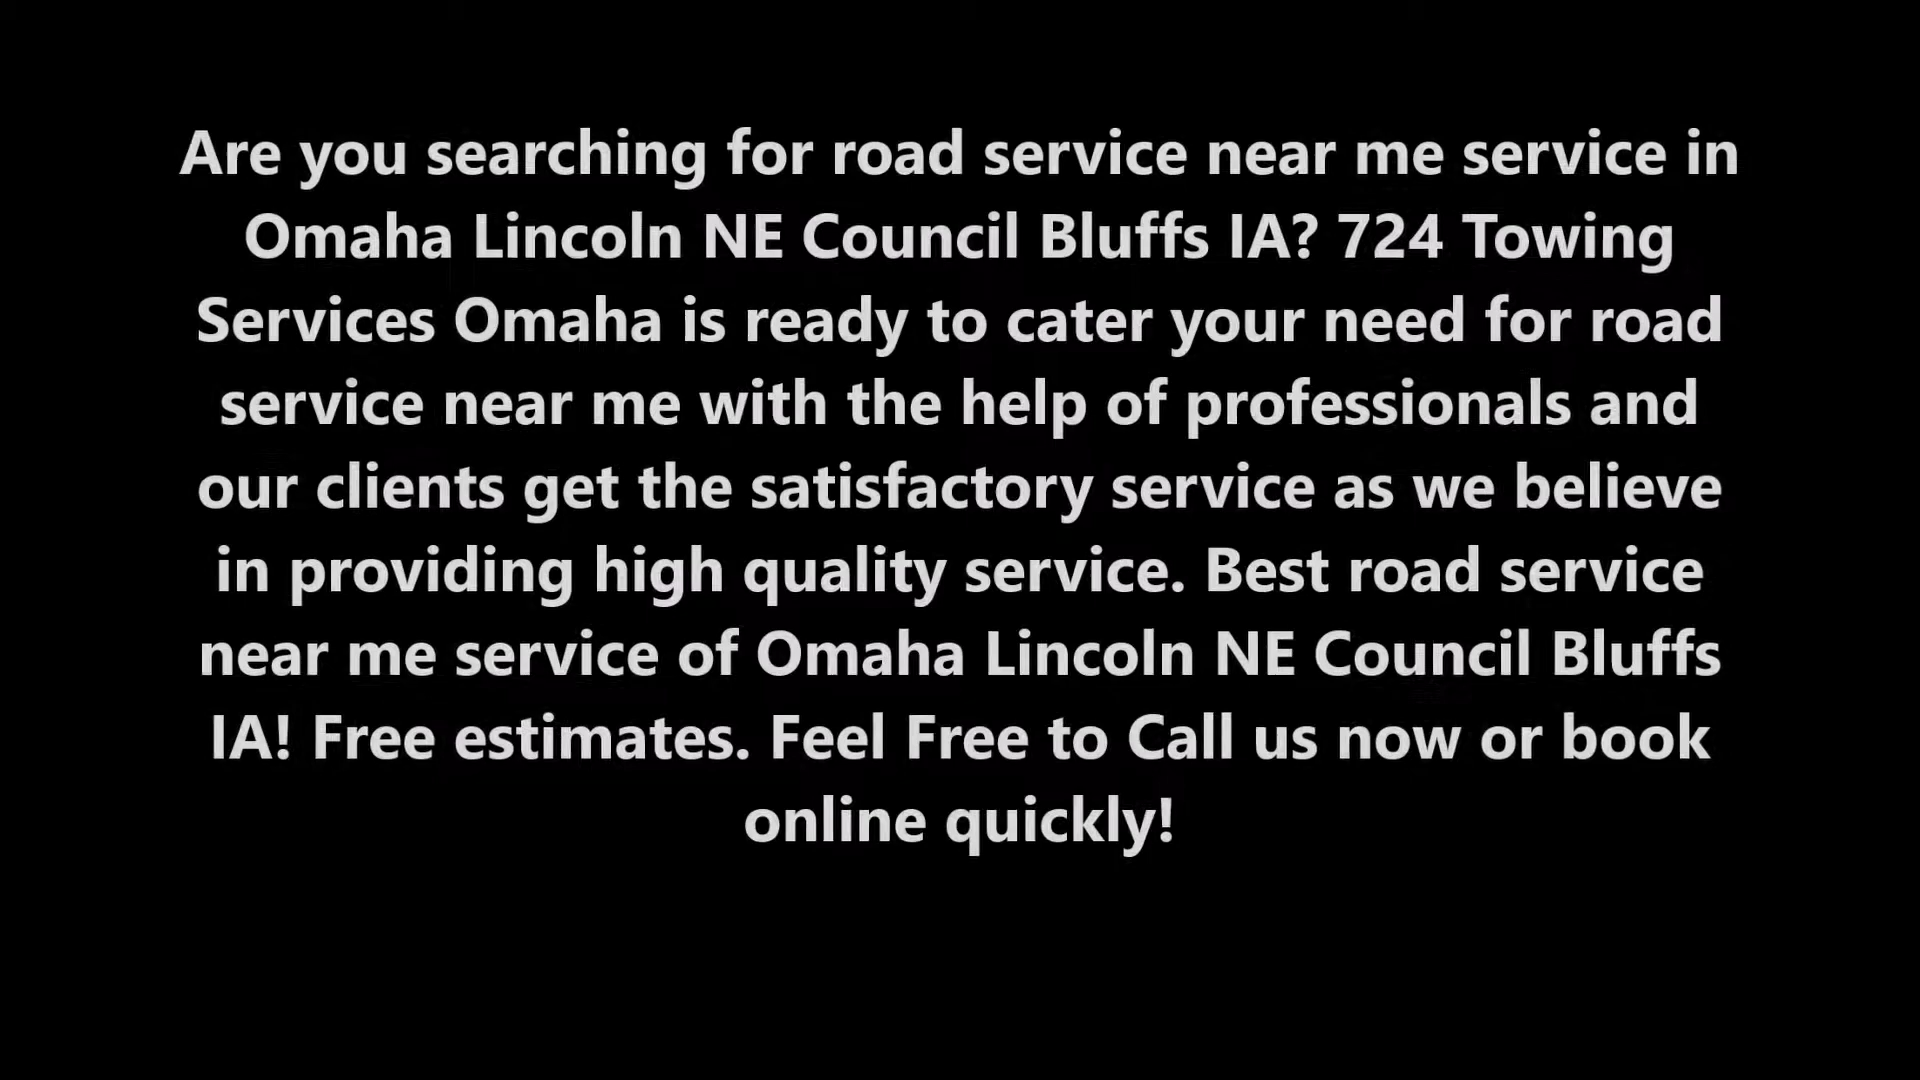 Are you searching for road service near me service in
Omaha Lincoln NE Council Bluffs IA? 724 Towing
Services Omaha is ready to cater your need for road
service near me with the help of professionals and
our clients get the satisfactory service as we believe
in providing high quality service. Best road service
near me service of Omaha Lincoln NE Council Bluffs
IA! Free estimates. Feel Free to Call us now or book
online quickly!